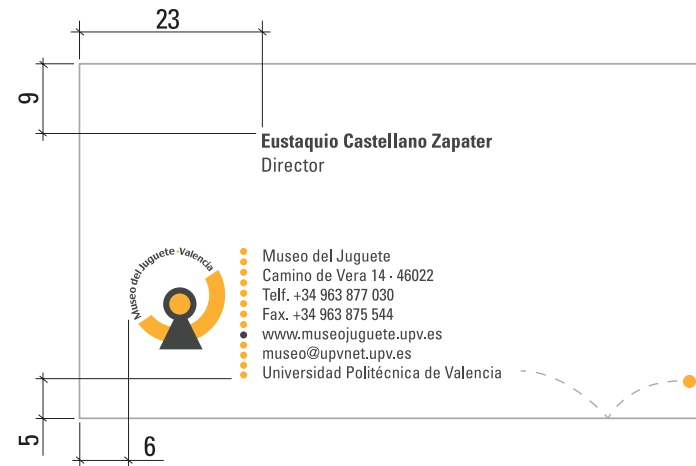 23
9
Eustaquio Castellano Zapater
Director
Museo del Juguete·Valencia
Museo del Juguete
Camino de Vera 14 · 46022
Telf. +34 963 877 030
Fax. +34 963 875 544
www.museojuguete.upv.es
museo@upvnet.upv.es
Universidad Politécnica de Valencia
5
6